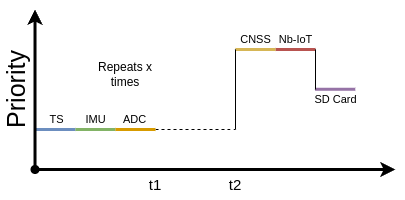 Priority
CNSS Nb-IoT
Repeats x
times
SD Card
TS IMU ADC
t1 t2